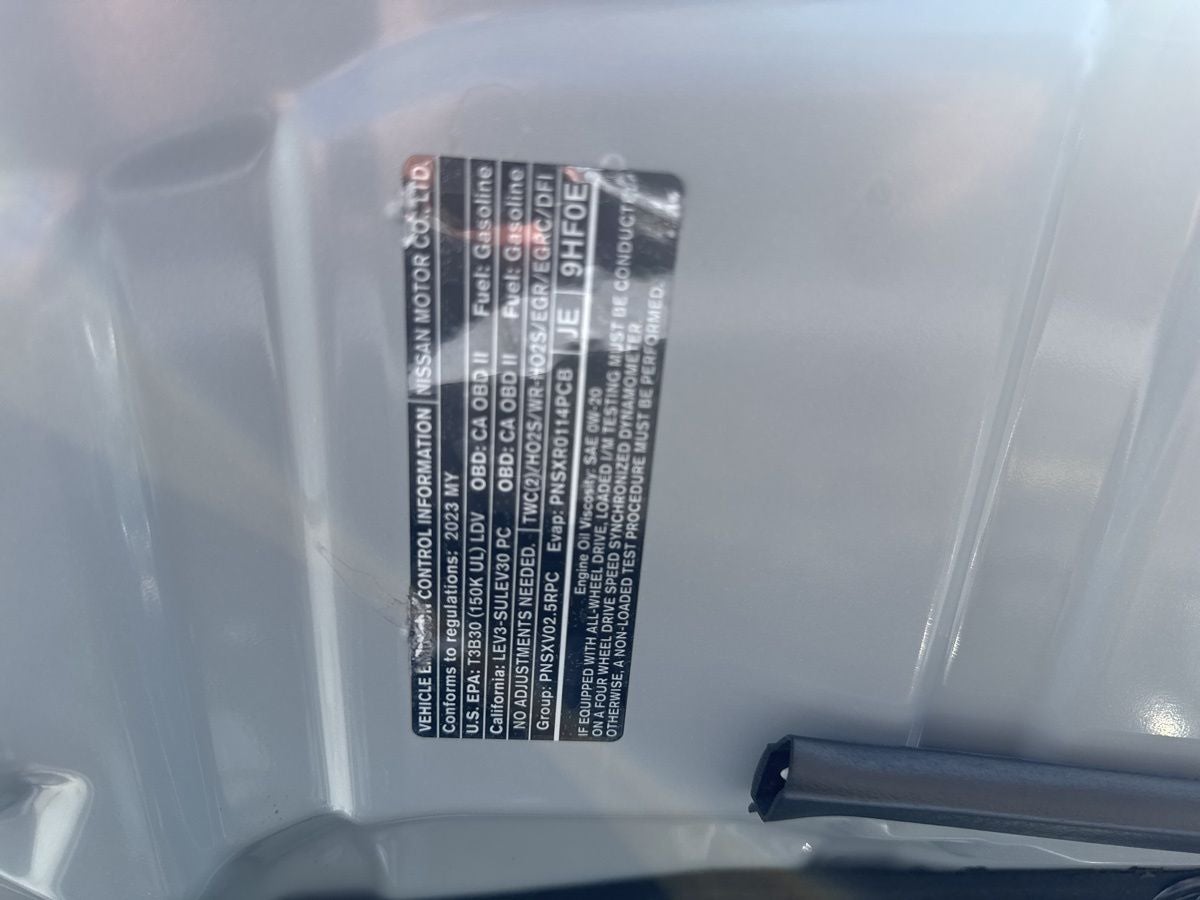 VEHICLE EMISSION CONTROL INFORMATION NISSAN MOTOR CO., LTD.
Conforms to regulations: 2023 MY
U.S. EPA: T3B30 (150K UL) LDV OBD: CA OBD II Fuel: Gasoline
California: LEV3-SULEV30 PC OBD: CA OBD II Fuel: Gasoline
NO ADJUSTMENTS NEEDED. TWC(2)/HO2S/WR-HO2S/EGR/EGRC/DFI
Group: PNSXV02.5RPC Evap: PNSXR0114PCB JE 9HF0E
Engine Oil Viscosity: SAE 0W-20
IF EQUIPPED WITH ALL-WHEEL DRIVE, LOADED I/M TESTING MUST BE CONDUCTED
ON A FOUR WHEEL DRIVE SPEED SYNCHRONIZED DYNAMOMETER.
OTHERWISE, A NON-LOADED TEST PROCEDURE MUST BE PERFORMED.